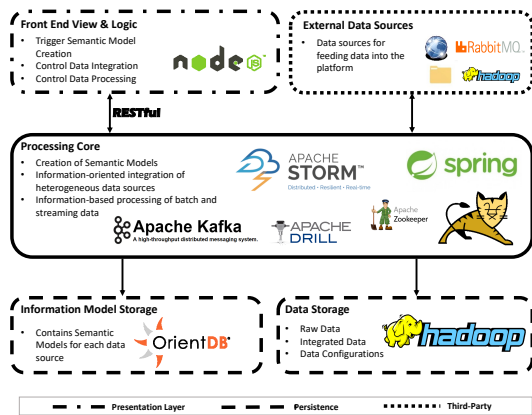 Front End View & Logic
• Trigger Semantic Model
Creation
• Control Data Integration
• Control Data Processing
node
JS
External Data Sources
• Data sources for
feeding data into the
platform
RabbitMQ
hadoop
RESTful
Processing Core
• Creation of Semantic Models
• Information-oriented integration of
heterogeneous data sources
• Information-based processing of batch and
streaming data
APACHE
STORM™
Distributed • Resilient • Real-time
spring
Apache Kafka
A high-throughput distributed messaging system.
APACHE
DRILL
Apache
Zookeeper
Information Model Storage
• Contains Semantic
Models for each data
source
OrientDB
Data Storage
• Raw Data
• Integrated Data
• Data Configurations
hadoop
Presentation Layer
Persistence
Third-Party